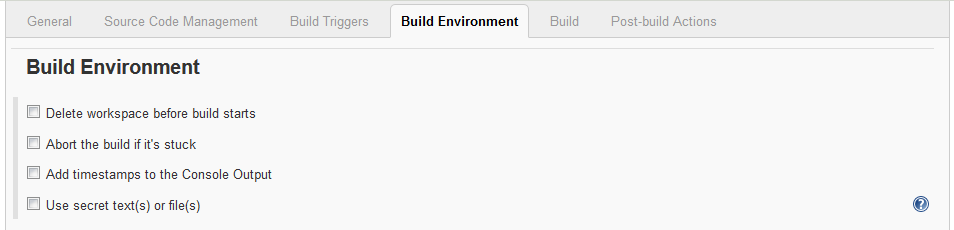 General Source Code Management Build Triggers Build Environment Build Post-build Actions
Build Environment
Delete workspace before build starts
Abort the build if it's stuck
Add timestamps to the Console Output
Use secret text(s) or file(s) ?